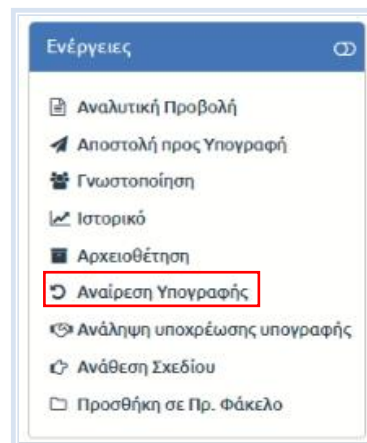 Ενέργειες
Αναλυτική Προβολή
Αποστολή προς Υπογραφή
Γνωστοποίηση
Ιστορικό
Αρχειοθέτηση
Αναίρεση Υπογραφής
Ανάληψη υποχρέωσης υπογραφής
Ανάθεση Σχεδίου
Προσθήκη σε Πρ. Φάκελο